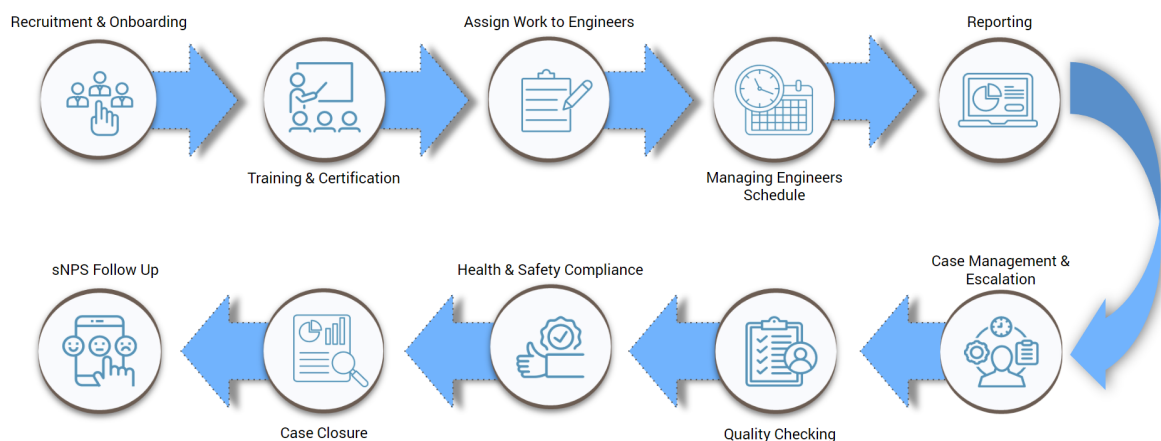 Recruitment & Onboarding
Training & Certification
Assign Work to Engineers
Managing Engineers
Schedule
Reporting
Case Management &
Escalation
Quality Checking
Health & Safety Compliance
Case Closure
sNPS Follow Up